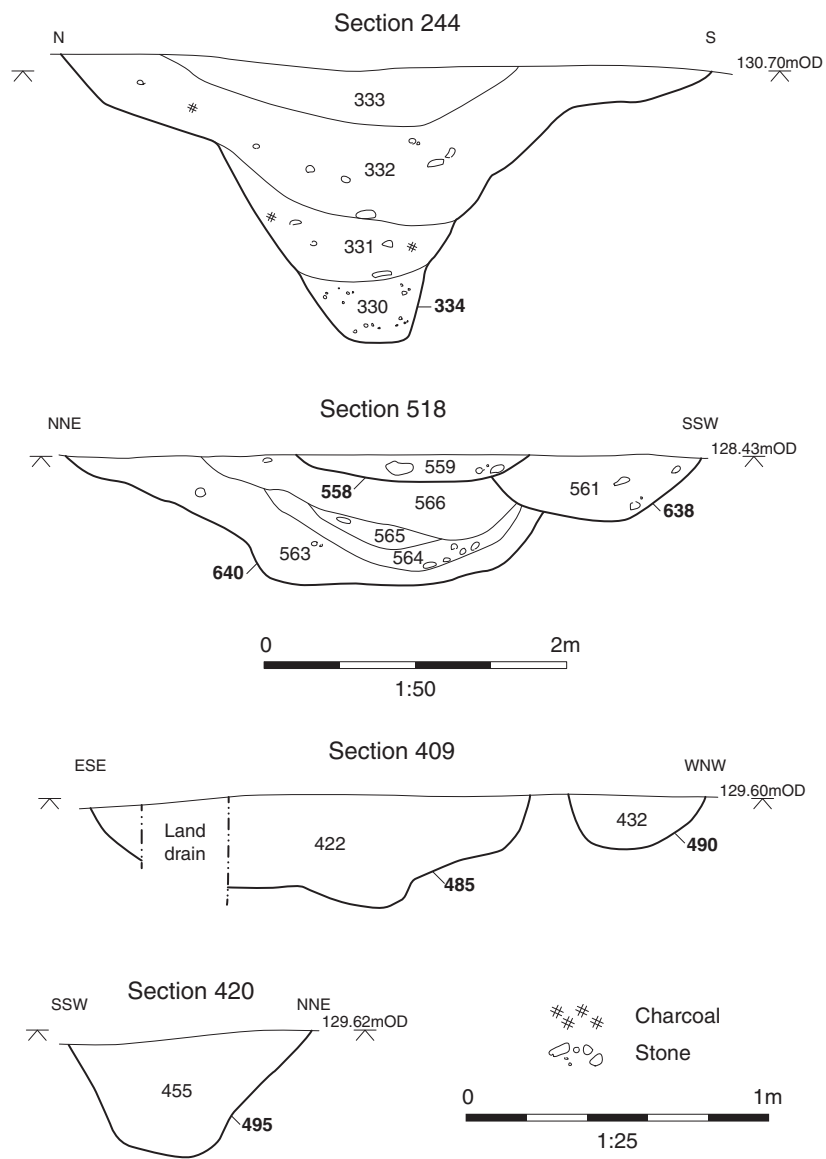 Section 244
N
S
130.70mOD
333
332
331
330
334
Section 518
NNE
SSW
128.43mOD
559
558
566
561
638
565
563
564
640
0 2m
1:50
Section 409
ESE
WNW
129.60mOD
Land
drain
422
432
490
485
Section 420
SSW
NNE
129.62mOD
455
495
Charcoal
Stone
0 1m
1:25